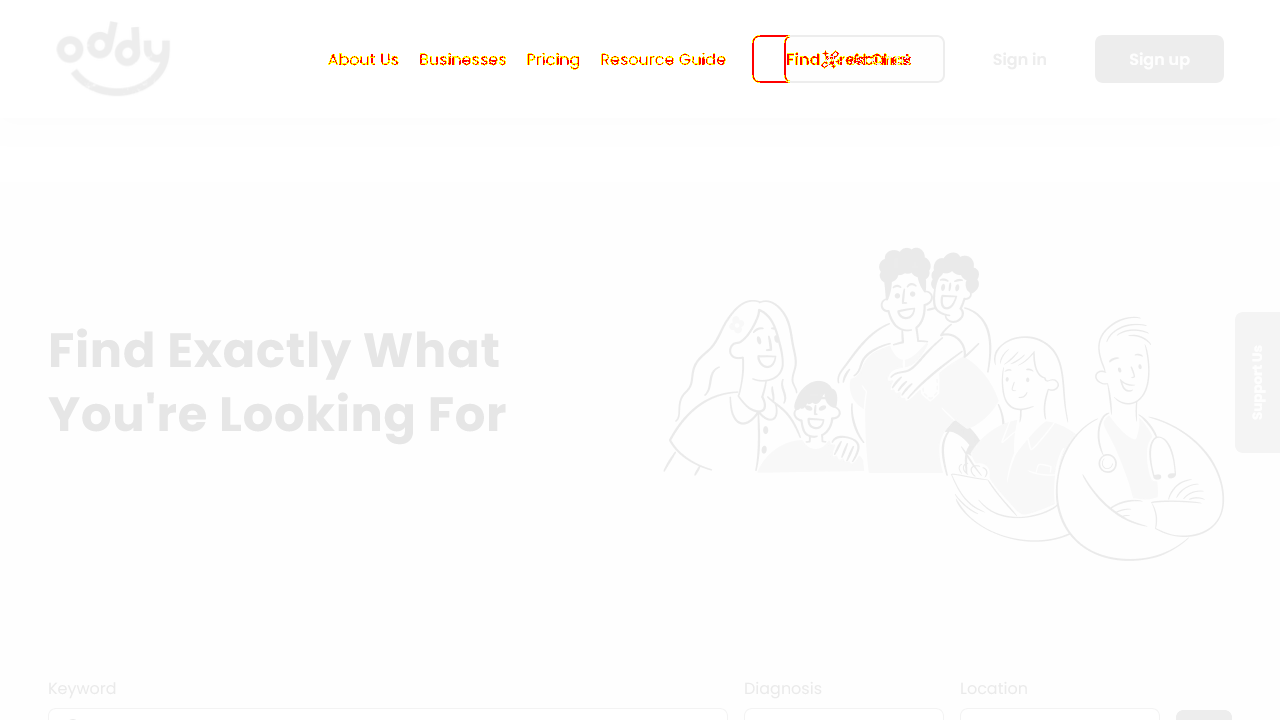 oddy
About Us
Businesses
Pricing
Resource Guide
Find
Sign in
Sign up
Find Exactly What
You're Looking For
Support Us
Keyword
Diagnosis
Location